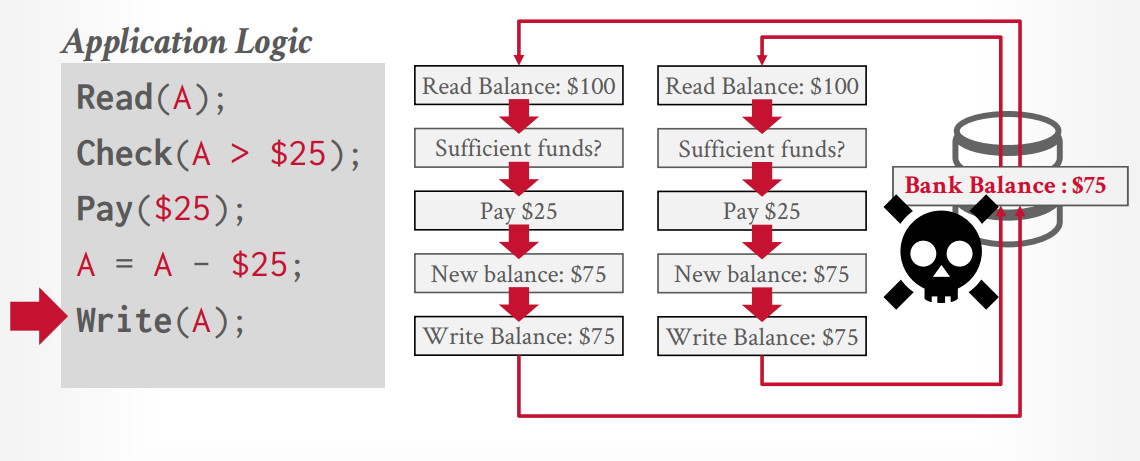 Application Logic
Read(A);
Check(A > $25);
Pay($25);
A = A - $25;
Write(A);
Read Balance: $100
Sufficient funds?
Pay $25
New balance: $75
Write Balance: $75
Read Balance: $100
Sufficient funds?
Pay $25
New balance: $75
Write Balance: $75
Bank Balance : $75